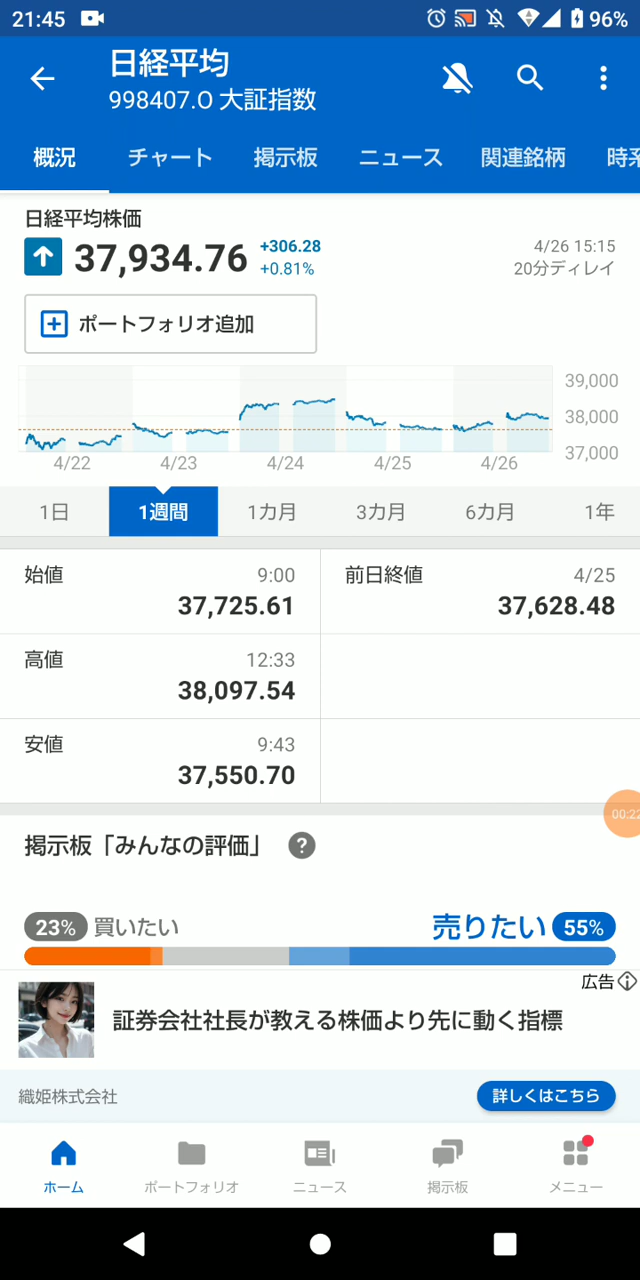 21:45
96%
日経平均
998407.O 大証指数
概況 チャート 掲示板 ニュース 関連銘柄 時系
日経平均株価
37,934.76
+306.28
+0.81%
4/26 15:15
20分ディレイ
ポートフォリオ追加
39,000
38,000
37,000
4/22 4/23 4/24 4/25 4/26
1日 1週間 1カ月 3カ月 6カ月 1年
始値 9:00
37,725.61
前日終値 4/25
37,628.48
高値 12:33
38,097.54
安値 9:43
37,550.70
00:22
掲示板「みんなの評価」 ?
23% 買いたい
売りたい 55%
広告
証券会社社長が教える株価より先に動く指標
織姫株式会社
詳しくはこちら
ホーム ポートフォリオ ニュース 掲示板 メニュー